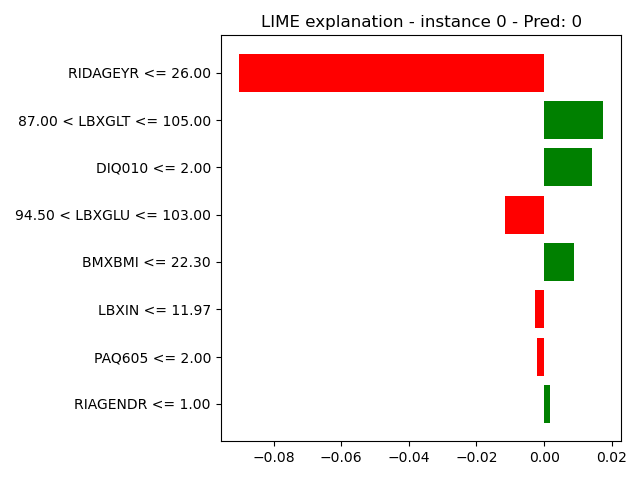 LIME explanation - instance 0 - Pred: 0
RIDAGEYR <= 26.00
87.00 < LBXGLT <= 105.00
DIQ010 <= 2.00
94.50 < LBXGLU <= 103.00
BMXBMI <= 22.30
LBXIN <= 11.97
PAQ605 <= 2.00
RIAGENDR <= 1.00
−0.08 −0.06 −0.04 −0.02 0.00 0.02